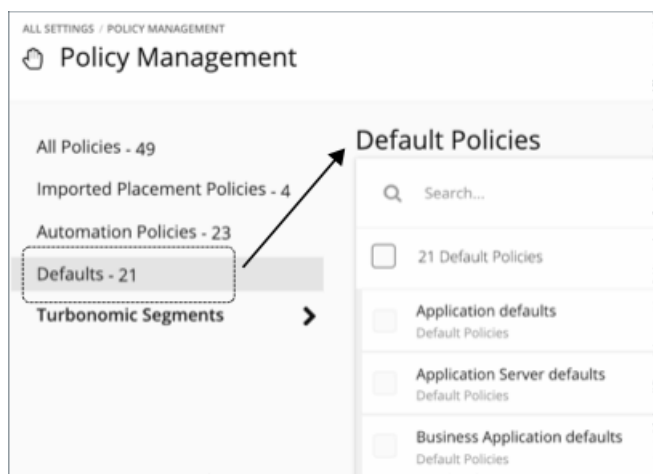 ALL SETTINGS / POLICY MANAGEMENT
Policy Management
All Policies - 49
Imported Placement Policies - 4
Automation Policies - 23
Defaults - 21
Turbonomic Segments
Default Policies
Search...
21 Default Policies
Application defaults
Default Policies
Application Server defaults
Default Policies
Business Application defaults
Default Policies